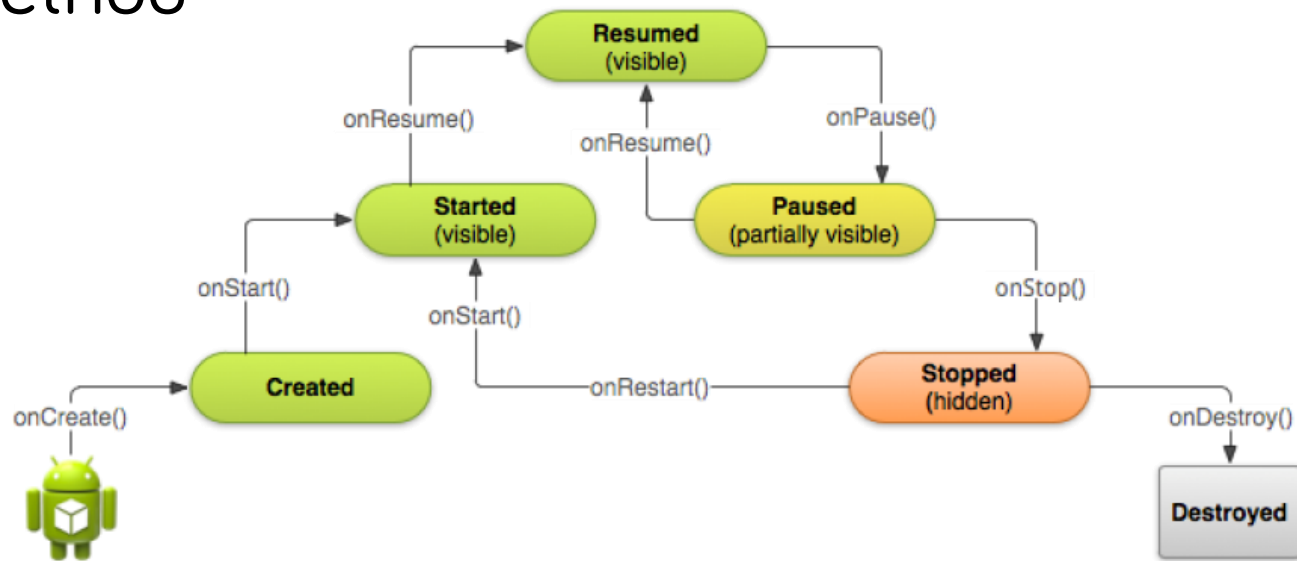 Resumed
(visible)
onResume()
onPause()
onResume()
Started
(visible)
Paused
(partially visible)
onStart()
onStop()
onStart()
Created
onRestart()
Stopped
(hidden)
onCreate()
onDestroy()
Destroyed